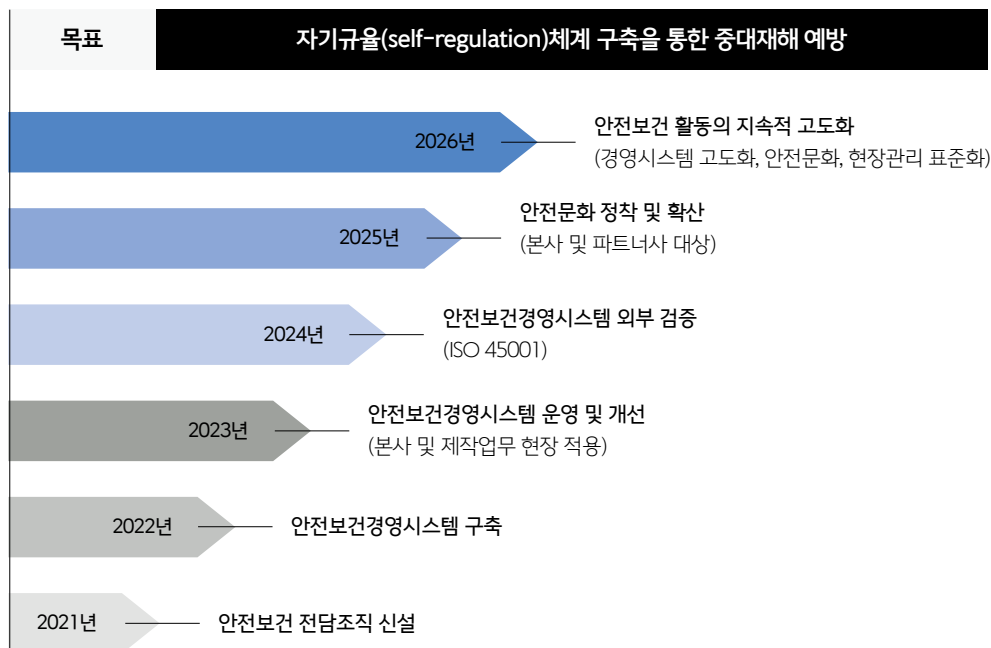 목표
자기규율(self-regulation)체계 구축을 통한 중대재해 예방
2026년
안전보건 활동의 지속적 고도화
(경영시스템 고도화, 안전문화, 현장관리 표준화)
2025년
안전문화 정착 및 확산
(본사 및 파트너사 대상)
2024년
안전보건경영시스템 외부 검증
(ISO 45001)
2023년
안전보건경영시스템 운영 및 개선
(본사 및 제작업무 현장 적용)
2022년
안전보건경영시스템 구축
2021년
안전보건 전담조직 신설